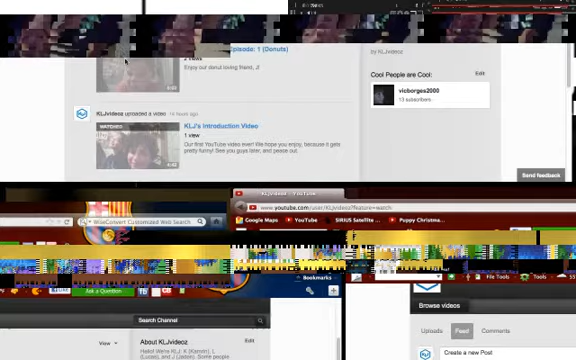 Episode: 1 (Donuts)
2 views
Enjoy our donut loving friend, J!
by KLJvideoz
Cool People are Cool:
Edit
vicborges2000
13 subscribers
KLJvideoz uploaded a video
14 hours ago
WATCHED
KLJ's Introduction Video
1 view
Our first YouTube video ever! We hope you enjoy, because it gets
pretty funny! See you guys later, and peace out.
4:02
Send feedback
KLJvideoz - YouTube
www.youtube.com/user/KLJvideoz?feature=watch
WiseConvert Customized Web Search
Google Maps
YouTube
SIRIUS Satellite ...
Puppy Christma...
File Tools
Tools
Bookmarks
Ask a Question
Browse videos
Search Channel
Uploads
Feed
Comments
View
About KLJvideoz
Edit
Hello! We're KLJ: K (Kamron), L
(Lucas), and J (Jason). Some people
Create a new Post